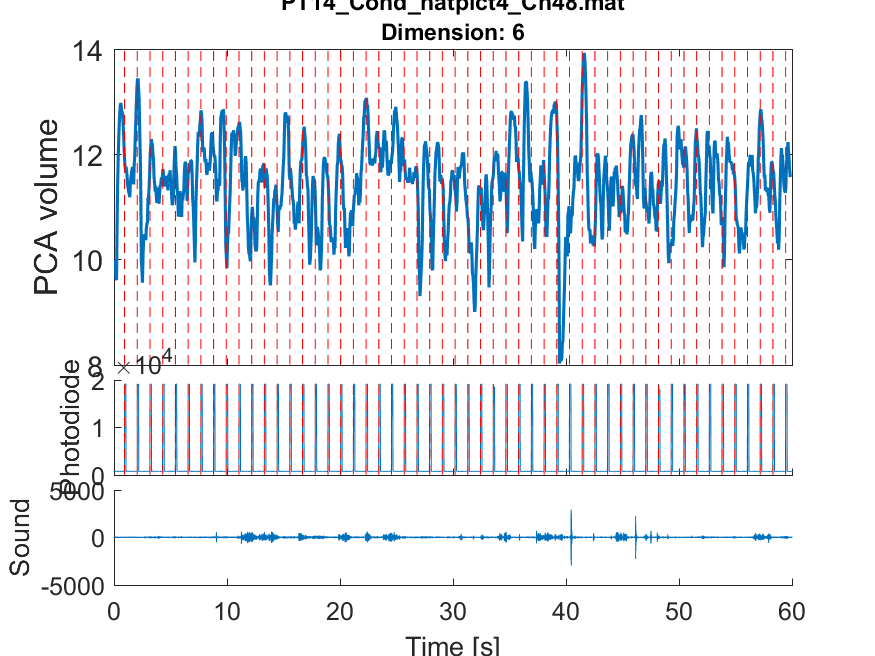 PT14_Cond_natpict4_Ch48.mat
Dimension: 6
PCA volume
14
12
10
8
× 10^4
Photodiode
2
1
0
Sound
5000
0
-5000
0 10 20 30 40 50 60
Time [s]